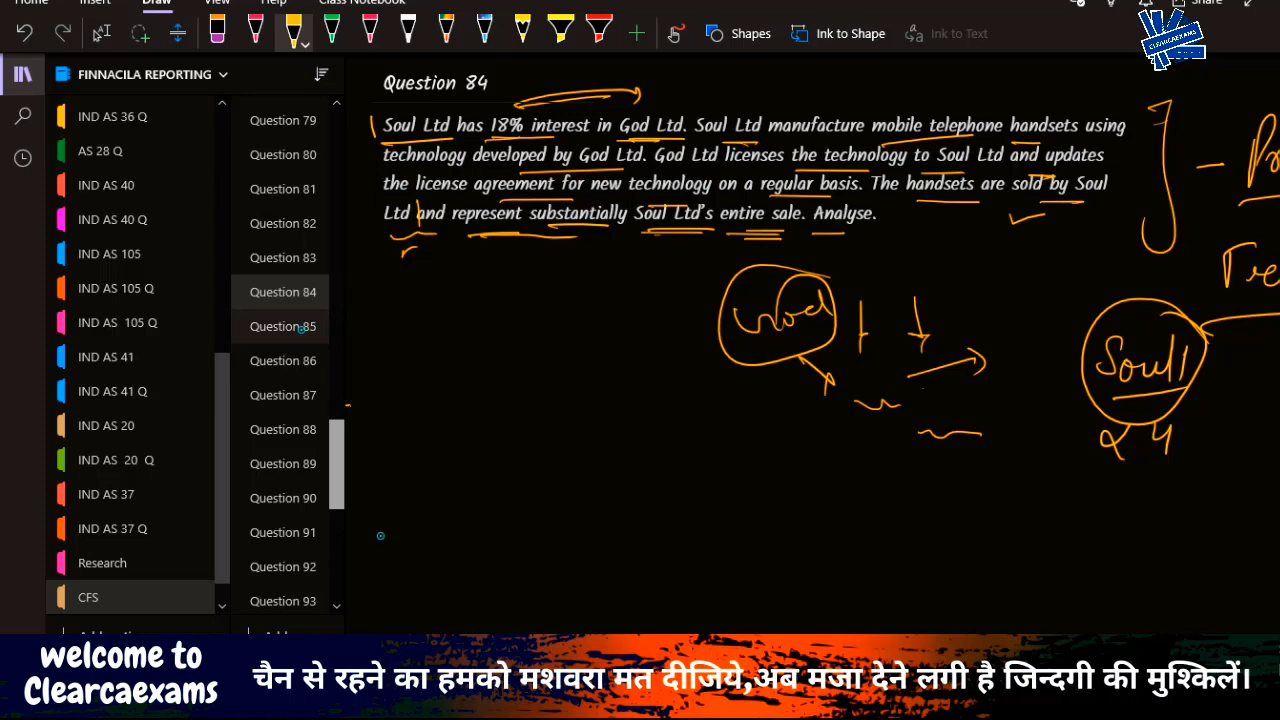 Insert
Draw
View
Class Notebook
Share
Shapes
Ink to Shape
Ink to Text
CLEARCAEXAMS
FINNACILA REPORTING
IND AS 36 Q
AS 28 Q
IND AS 40
IND AS 40 Q
IND AS 105
IND AS 105 Q
IND AS  105 Q
IND AS 41
IND AS 41 Q
IND AS 20
IND AS  20  Q
IND AS 37
IND AS 37 Q
Research
CFS
Question 79
Question 80
Question 81
Question 82
Question 83
Question 84
Question 85
Question 86
Question 87
Question 88
Question 89
Question 90
Question 91
Question 92
Question 93
Question 84
Soul Ltd has 18% interest in God Ltd. Soul Ltd manufacture mobile telephone handsets using
technology developed by God Ltd. God Ltd licenses the technology to Soul Ltd and updates
the license agreement for new technology on a regular basis. The handsets are sold by Soul
Ltd and represent substantially Soul Ltd's entire sale. Analyse.
God
Soul
welcome to
Clearcaexams
चैन से रहने का हमको मशवरा मत दीजिये,अब मजा देने लगी है जिन्दगी की मुश्किलें।